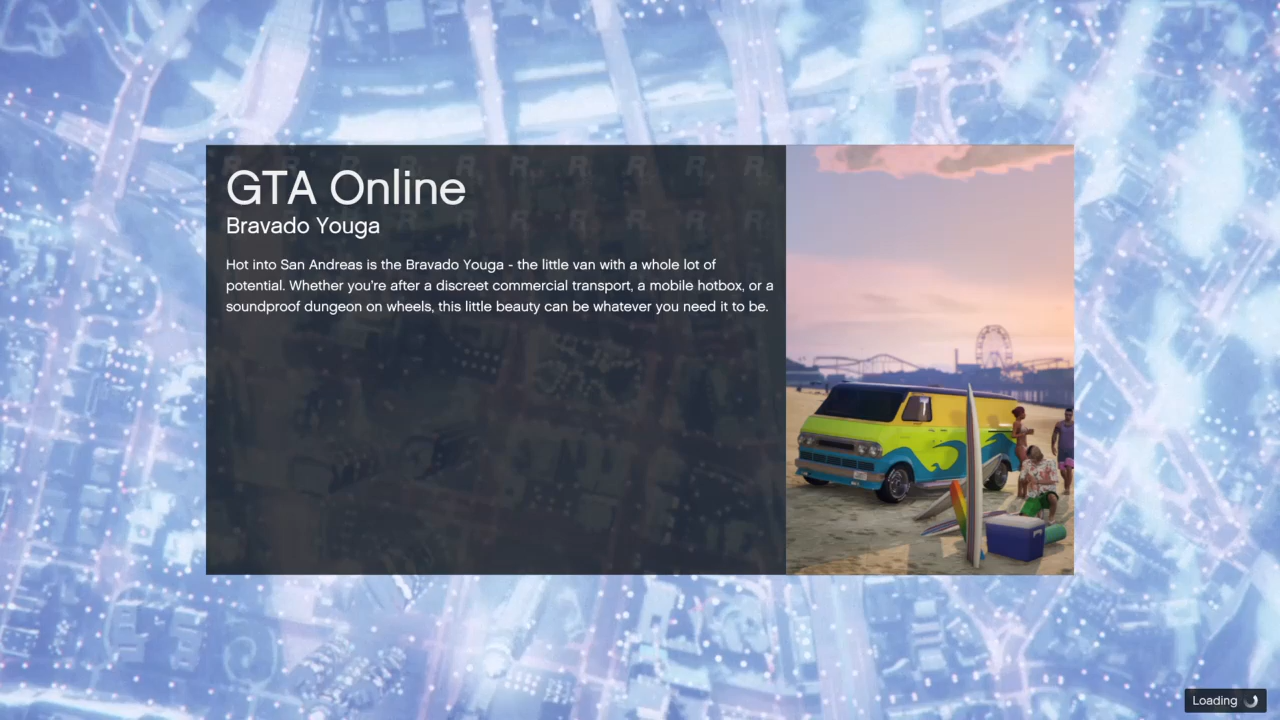 GTA Online
Bravado Youga
Hot into San Andreas is the Bravado Youga - the little van with a whole lot of
potential. Whether you're after a discreet commercial transport, a mobile hotbox, or a
soundproof dungeon on wheels, this little beauty can be whatever you need it to be.
Loading